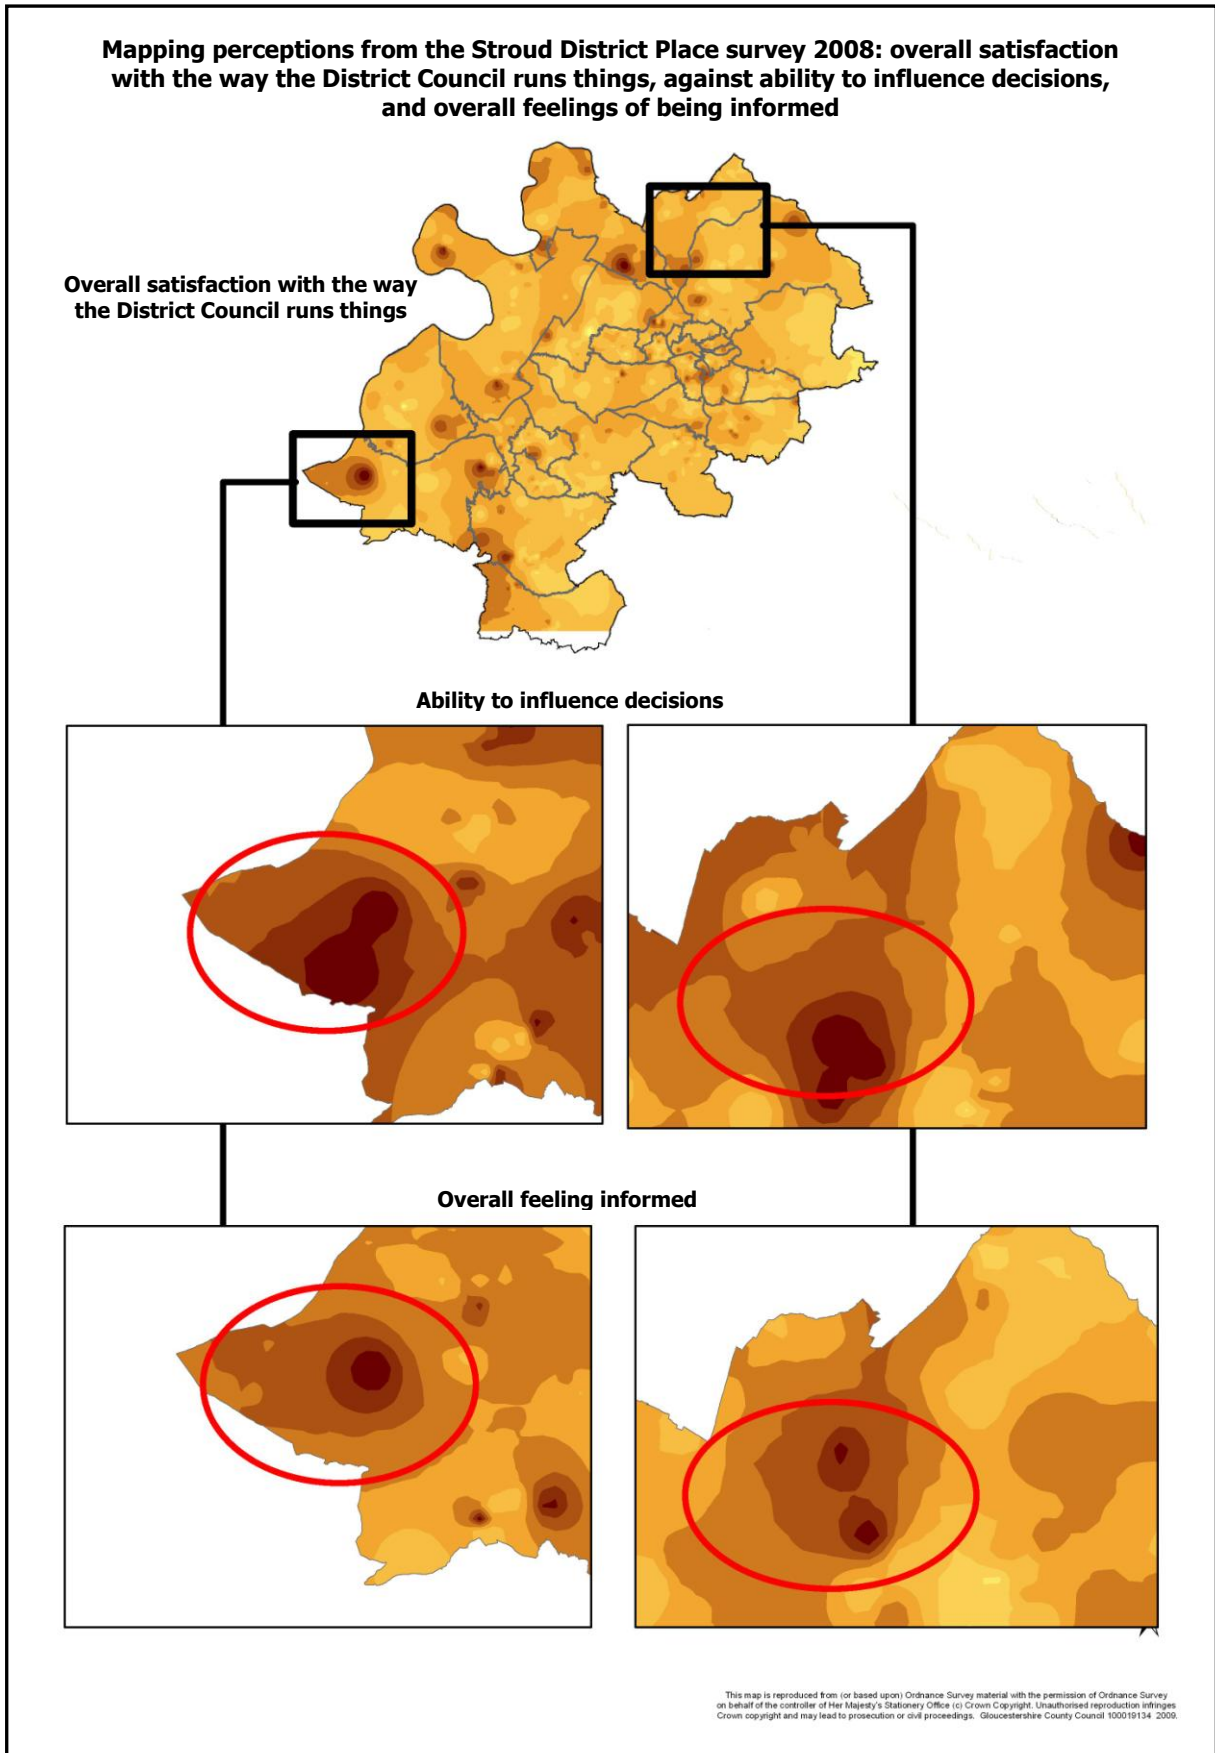 Mapping perceptions from the Stroud District Place survey 2008: overall satisfaction
with the way the District Council runs things, against ability to influence decisions,
and overall feelings of being informed
Overall satisfaction with the way
the District Council runs things
Ability to influence decisions
Overall feeling informed
This map is reproduced from (or based upon) Ordnance Survey material with the permission of Ordnance Survey
on behalf of the controller of Her Majesty's Stationery Office (c) Crown Copyright. Unauthorised reproduction infringes
Crown copyright and may lead to prosecution or civil proceedings. Gloucestershire County Council 100019134 2009.